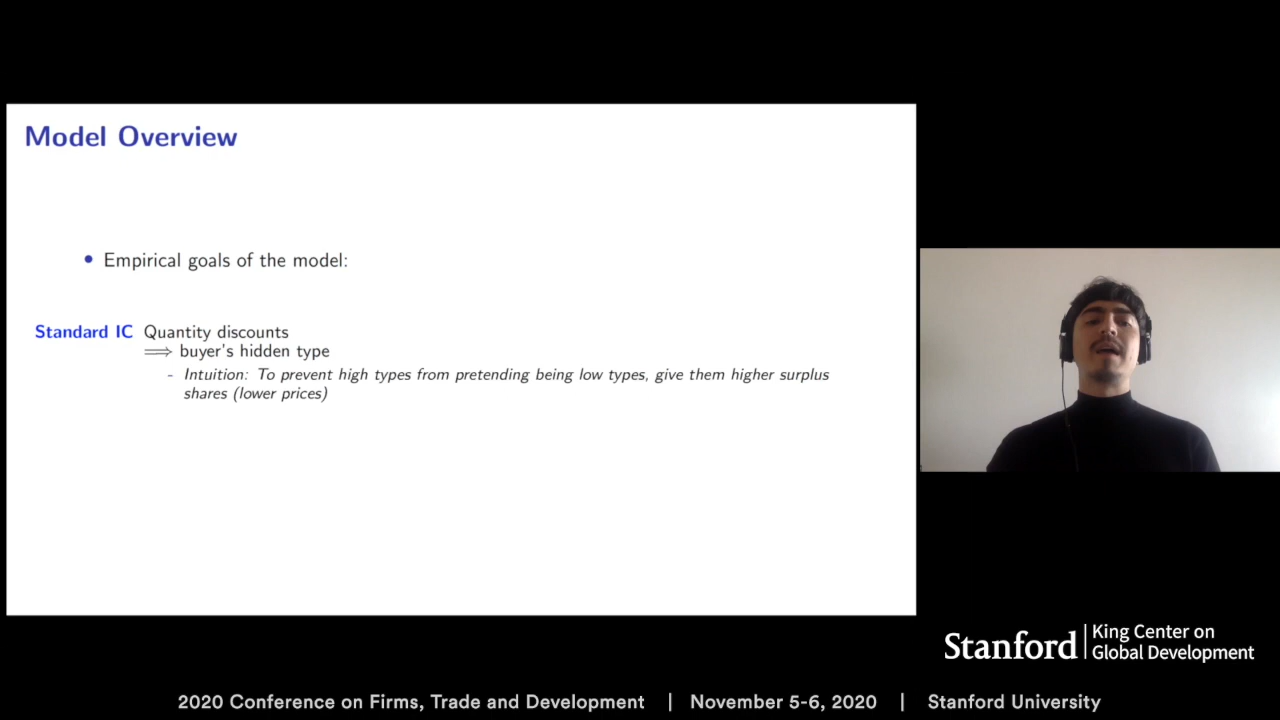 Model Overview
• Empirical goals of the model:
Standard IC Quantity discounts
⟹ buyer's hidden type
- Intuition: To prevent high types from pretending being low types, give them higher surplus
shares (lower prices)
Stanford | King Center on
Global Development
2020 Conference on Firms, Trade and Development | November 5-6, 2020 | Stanford University